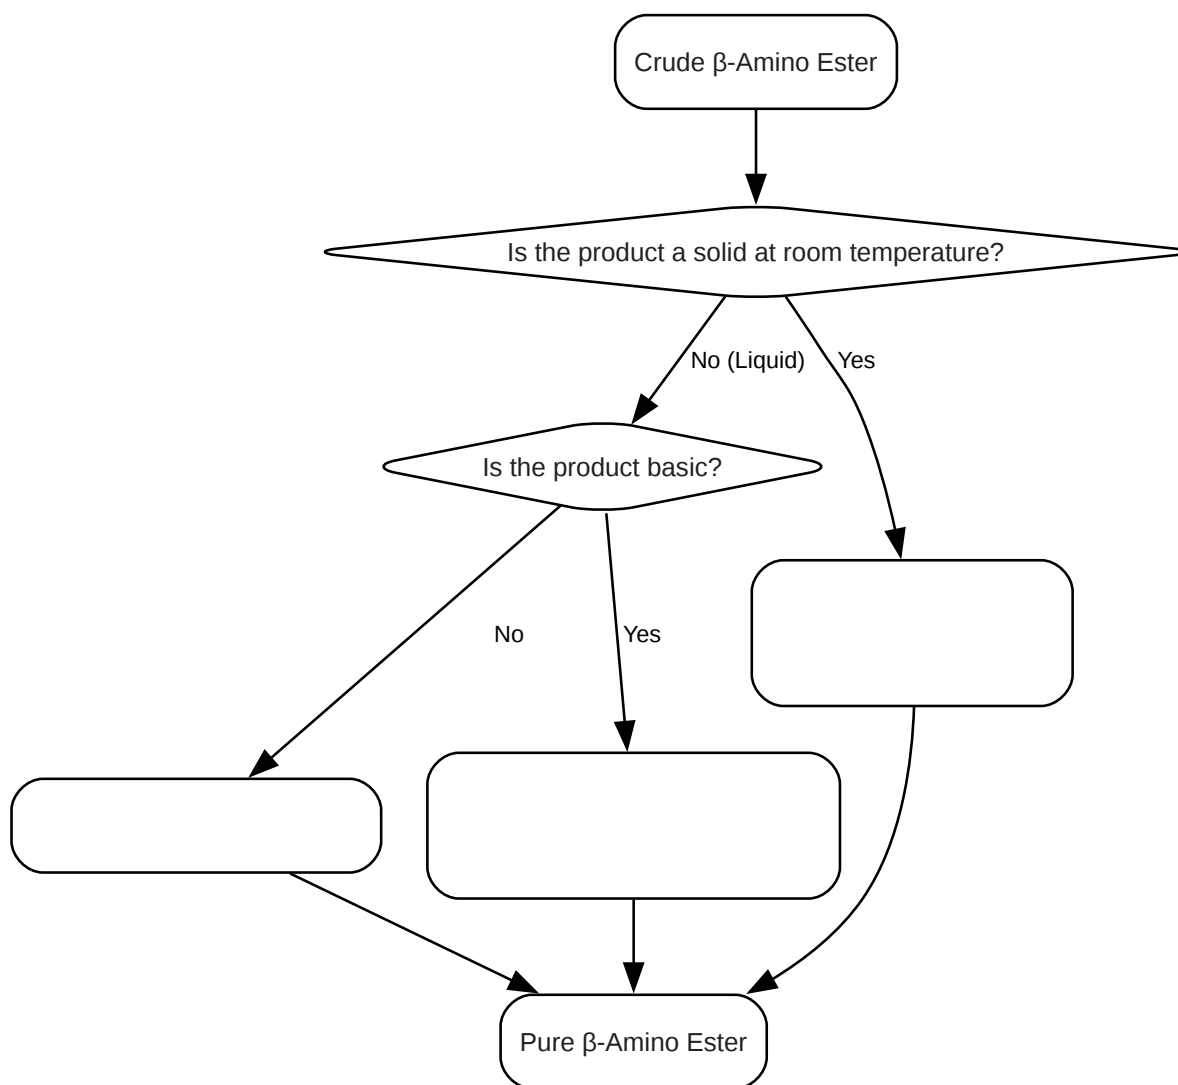 Crude β-Amino Ester
Is the product a solid at room temperature?
No (Liquid)
Yes
Is the product basic?
No
Yes
Pure β-Amino Ester